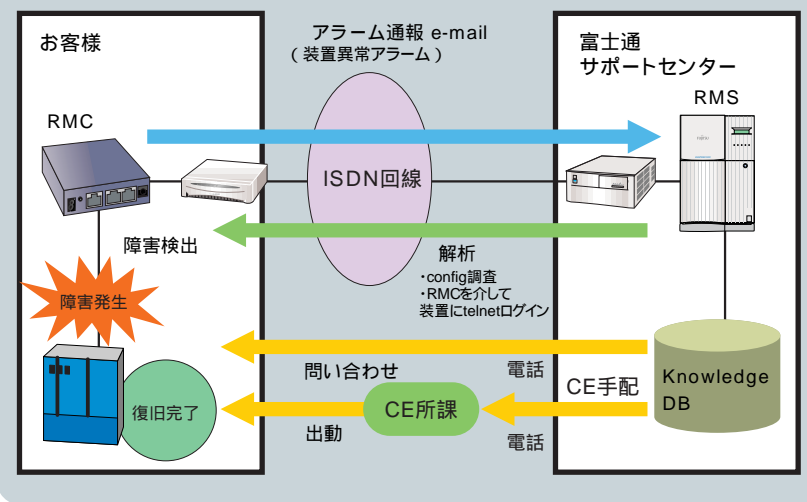 お客様
アラーム通報 e-mail
（装置異常アラーム）
富士通
サポートセンター
RMC
RMS
ISDN回線
障害検出
解析
・config調査
・RMCを介して
装置にtelnetログイン
障害発生
問い合わせ
電話
CE手配
Knowledge
DB
復旧完了
CE所課
出動
電話